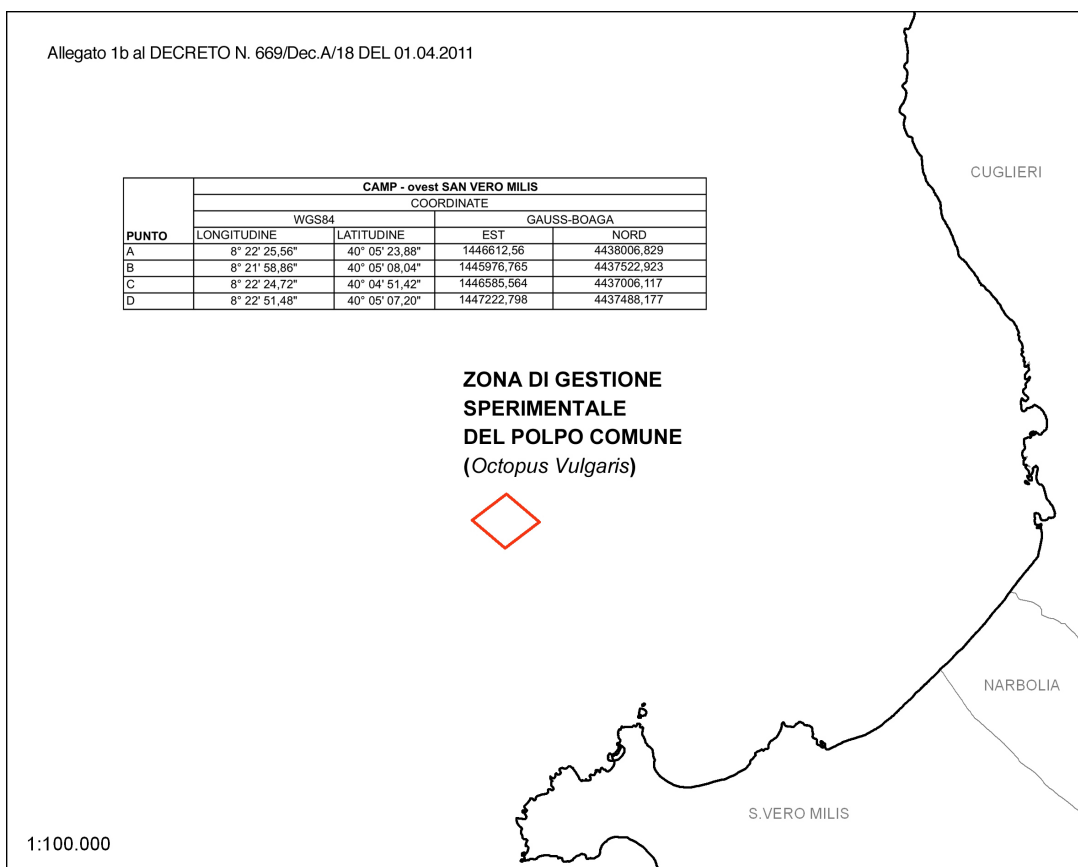 Allegato 1b al DECRETO N. 669/Dec.A/18 DEL 01.04.2011
CUGLIERI
CAMP - ovest SAN VERO MILIS
COORDINATE
WGS84 GAUSS-BOAGA
PUNTO LONGITUDINE LATITUDINE EST NORD
A 8° 22' 25,56" 40° 05' 23,88" 1446612,56 4438006,829
B 8° 21' 58,86" 40° 05' 08,04" 1445976,765 4437522,923
C 8° 22' 24,72" 40° 04' 51,42" 1446585,564 4437006,117
D 8° 22' 51,48" 40° 05' 07,20" 1447222,798 4437488,177
ZONA DI GESTIONE
SPERIMENTALE
DEL POLPO COMUNE
(Octopus Vulgaris)
NARBOLIA
S.VERO MILIS
1:100.000